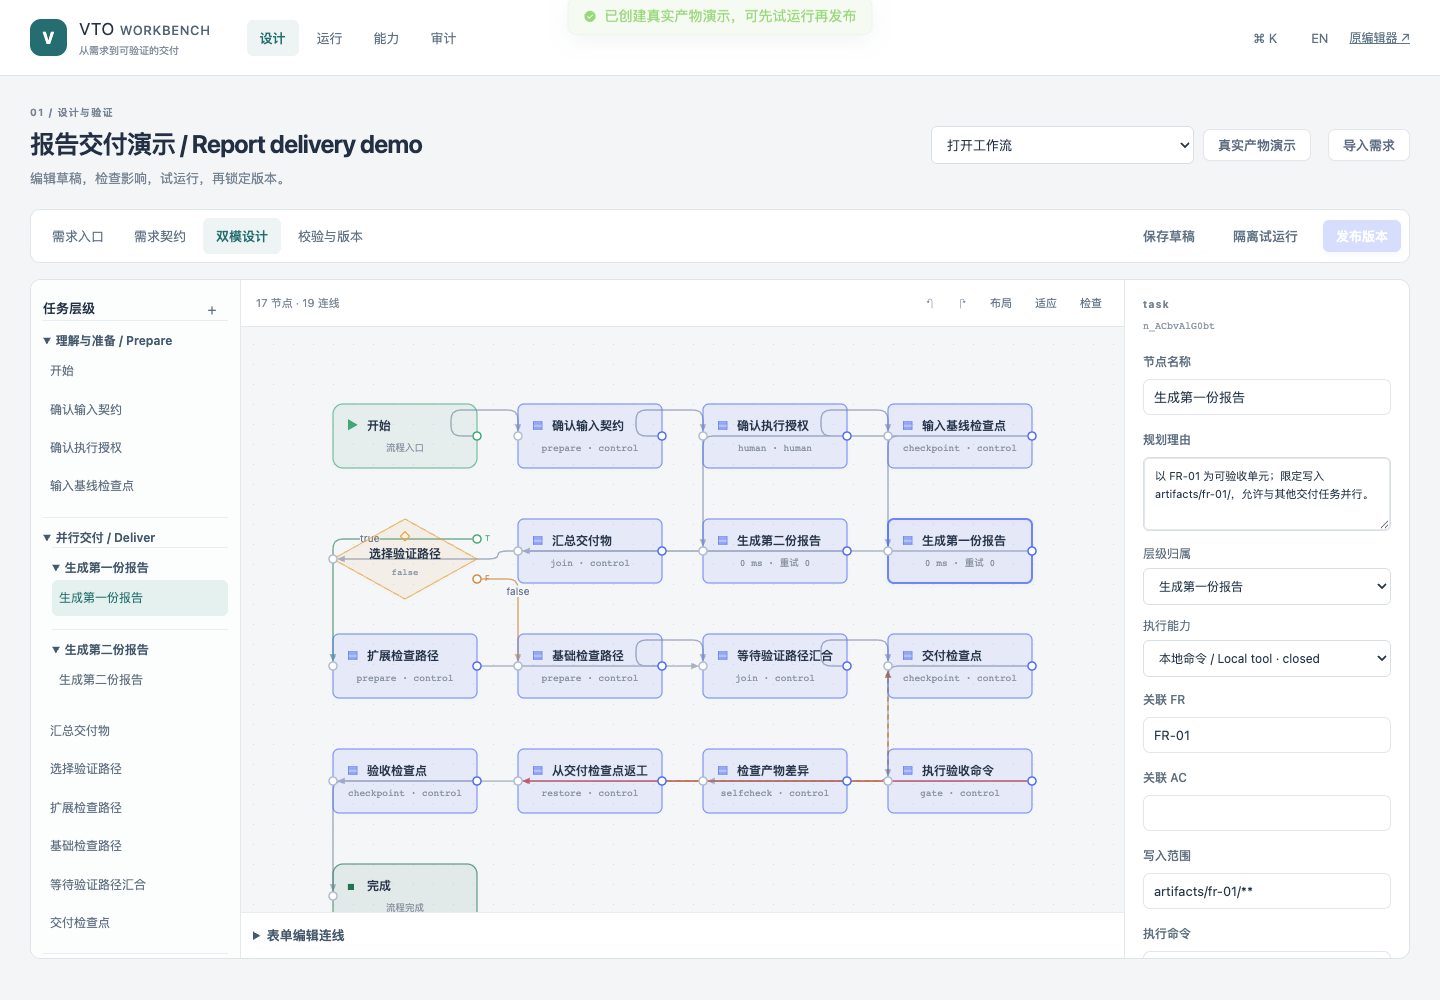 已创建真实产物演示，可先试运行再发布
V
VTO WORKBENCH
从需求到可验证的交付
设计
运行
能力
审计
⌘ K
EN
原编辑器 ↗
01 / 设计与验证
报告交付演示 / Report delivery demo
编辑草稿，检查影响，试运行，再锁定版本。
打开工作流
真实产物演示
导入需求
需求入口
需求契约
双模设计
校验与版本
保存草稿
隔离试运行
发布版本
任务层级
+
▼ 理解与准备 / Prepare
开始
确认输入契约
确认执行授权
输入基线检查点
▼ 并行交付 / Deliver
▼ 生成第一份报告
生成第一份报告
▼ 生成第二份报告
生成第二份报告
汇总交付物
选择验证路径
扩展检查路径
基础检查路径
等待验证路径汇合
交付检查点
17 节点 · 19 连线
布局
适应
检查
开始
流程入口
确认输入契约
prepare · control
确认执行授权
human · human
输入基线检查点
checkpoint · control
true
T
选择验证路径
false
F
false
汇总交付物
join · control
生成第二份报告
0 ms · 重试 0
生成第一份报告
0 ms · 重试 0
扩展检查路径
prepare · control
基础检查路径
prepare · control
等待验证路径汇合
join · control
交付检查点
checkpoint · control
验收检查点
checkpoint · control
从交付检查点返工
restore · control
检查产物差异
selfcheck · control
执行验收命令
gate · control
完成
流程完成
▶ 表单编辑连线
task
n_ACbvAlG0bt
节点名称
生成第一份报告
规划理由
以 FR-01 为可验收单元；限定写入
artifacts/fr-01/，允许与其他交付任务并行。
层级归属
生成第一份报告
执行能力
本地命令 / Local tool · closed
关联 FR
FR-01
关联 AC
写入范围
artifacts/fr-01/**
执行命令